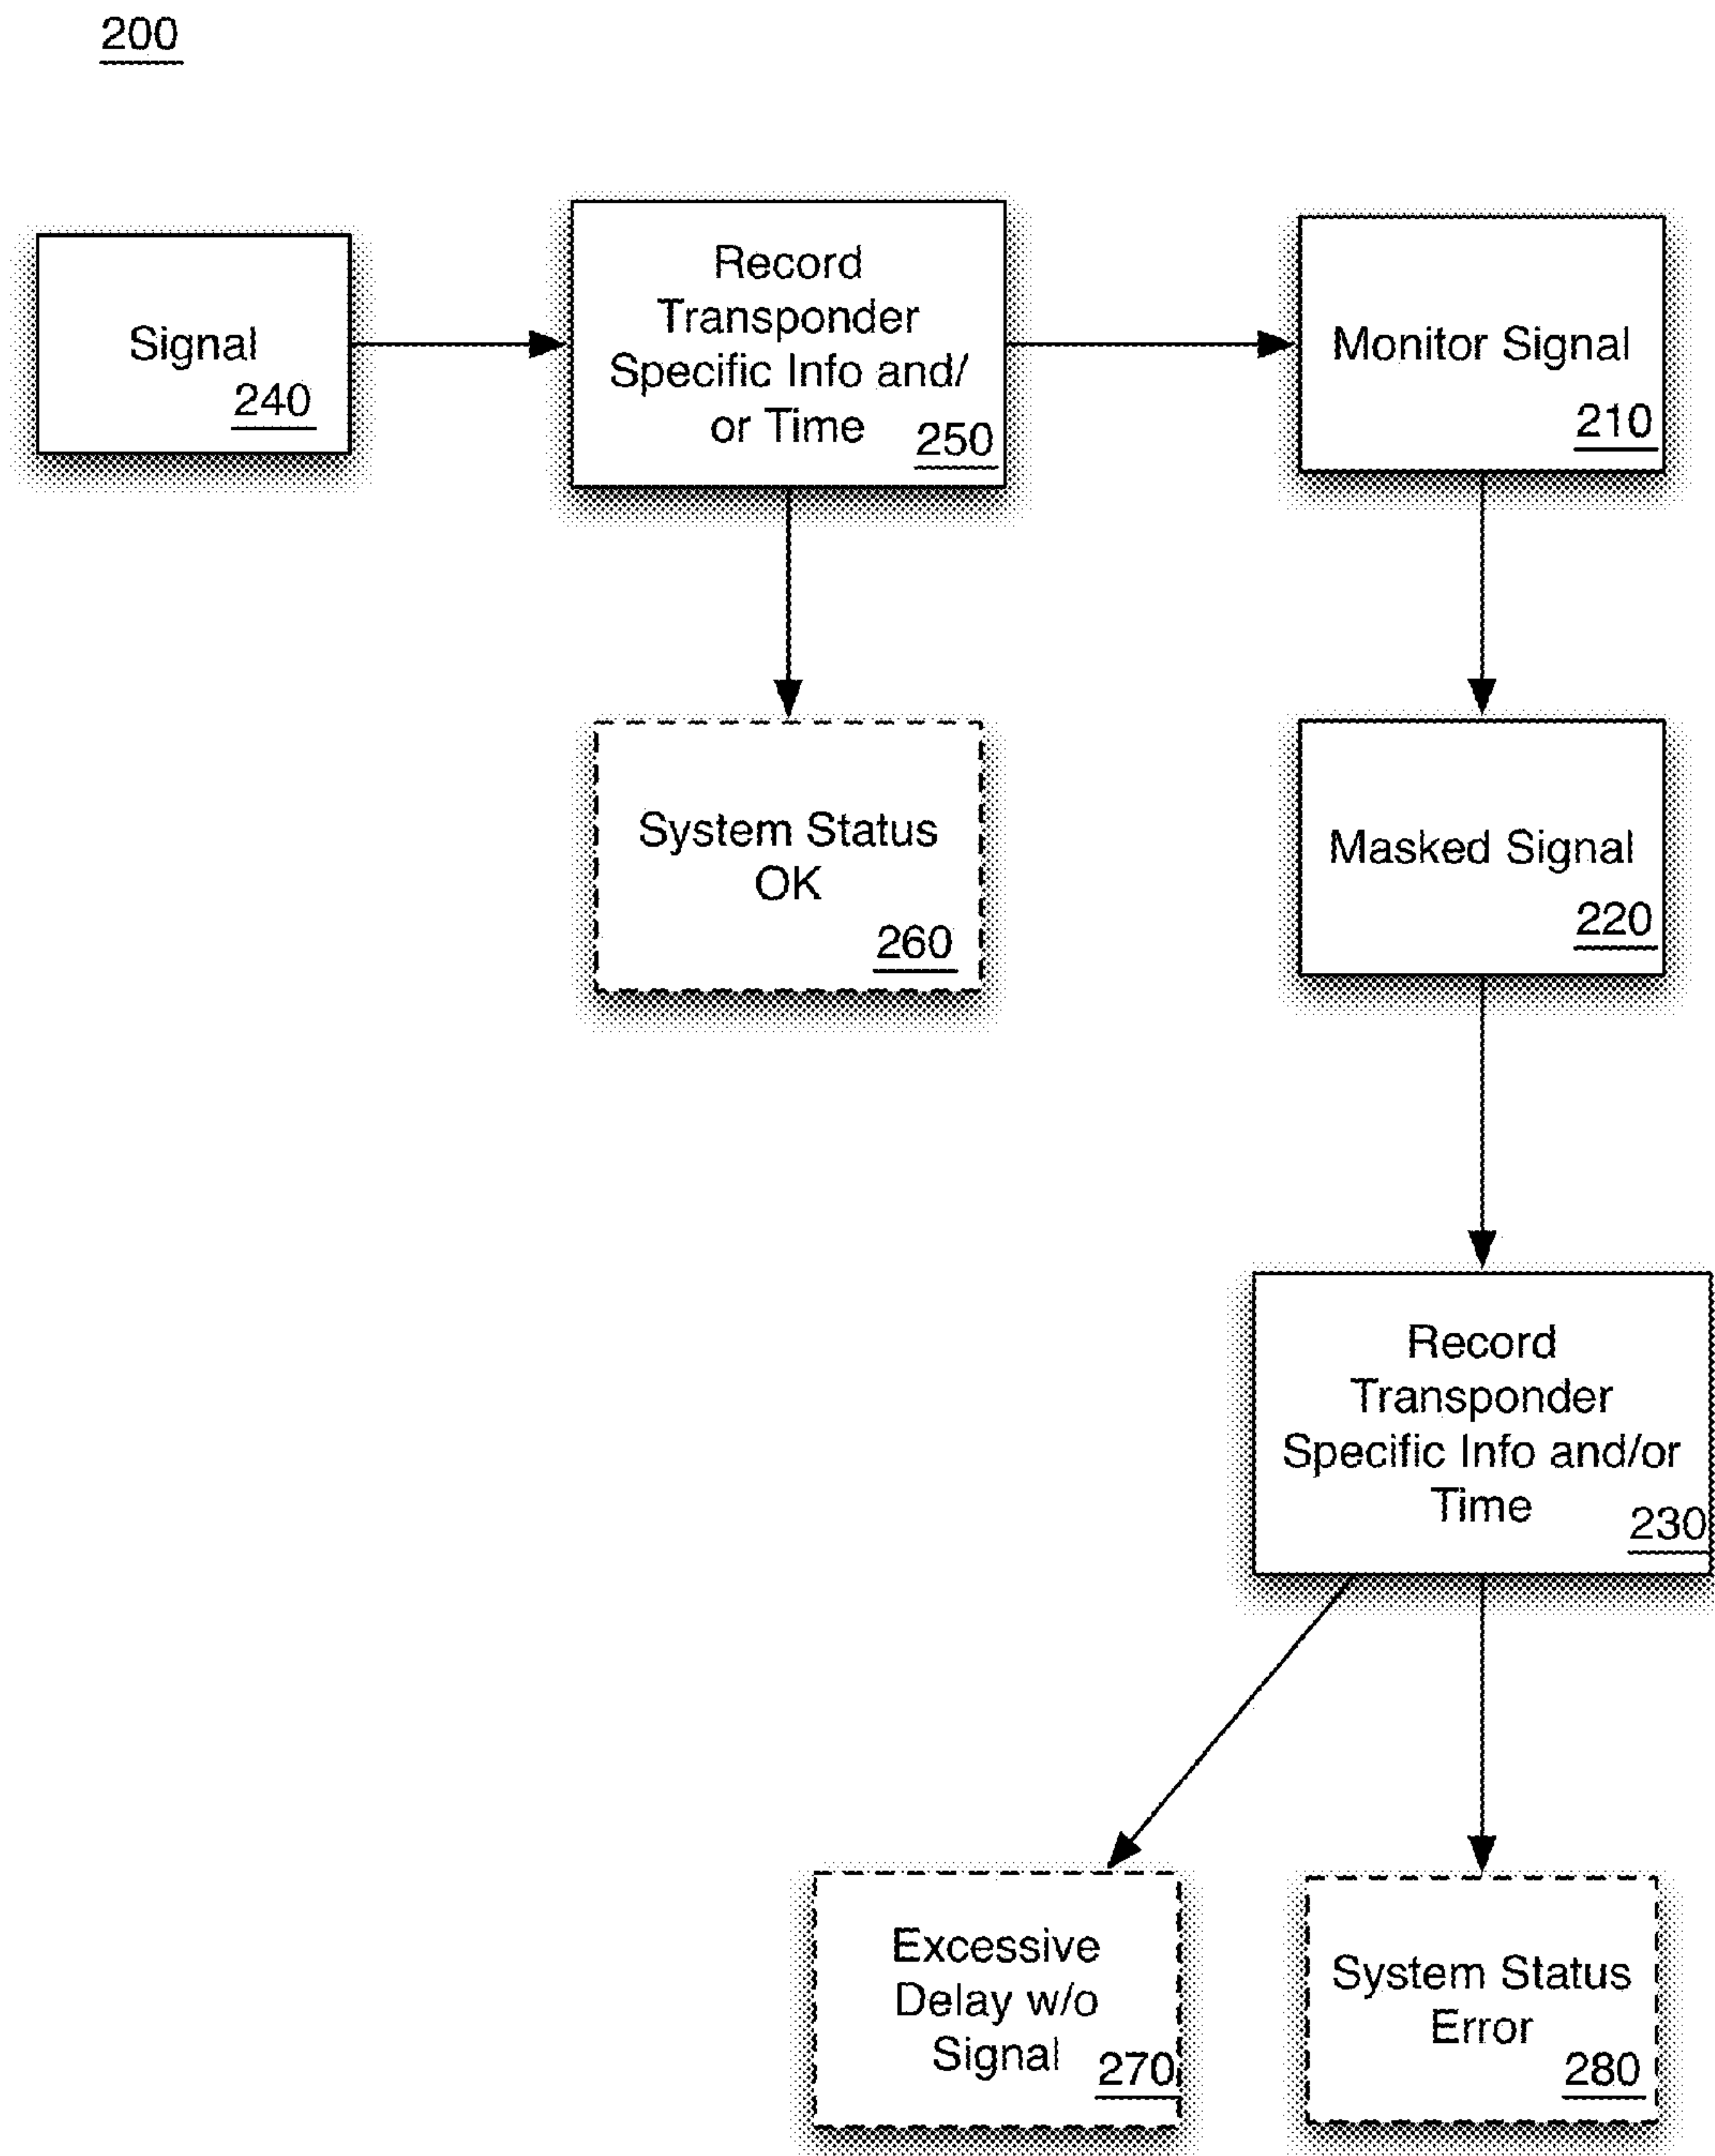 200
Signal
240
Record
Transponder
Specific Info and/
or Time
250
Monitor Signal
210
System Status
OK
260
Masked Signal
220
Record
Transponder
Specific Info and/or
Time
230
Excessive
Delay w/o
Signal
270
System Status
Error
280